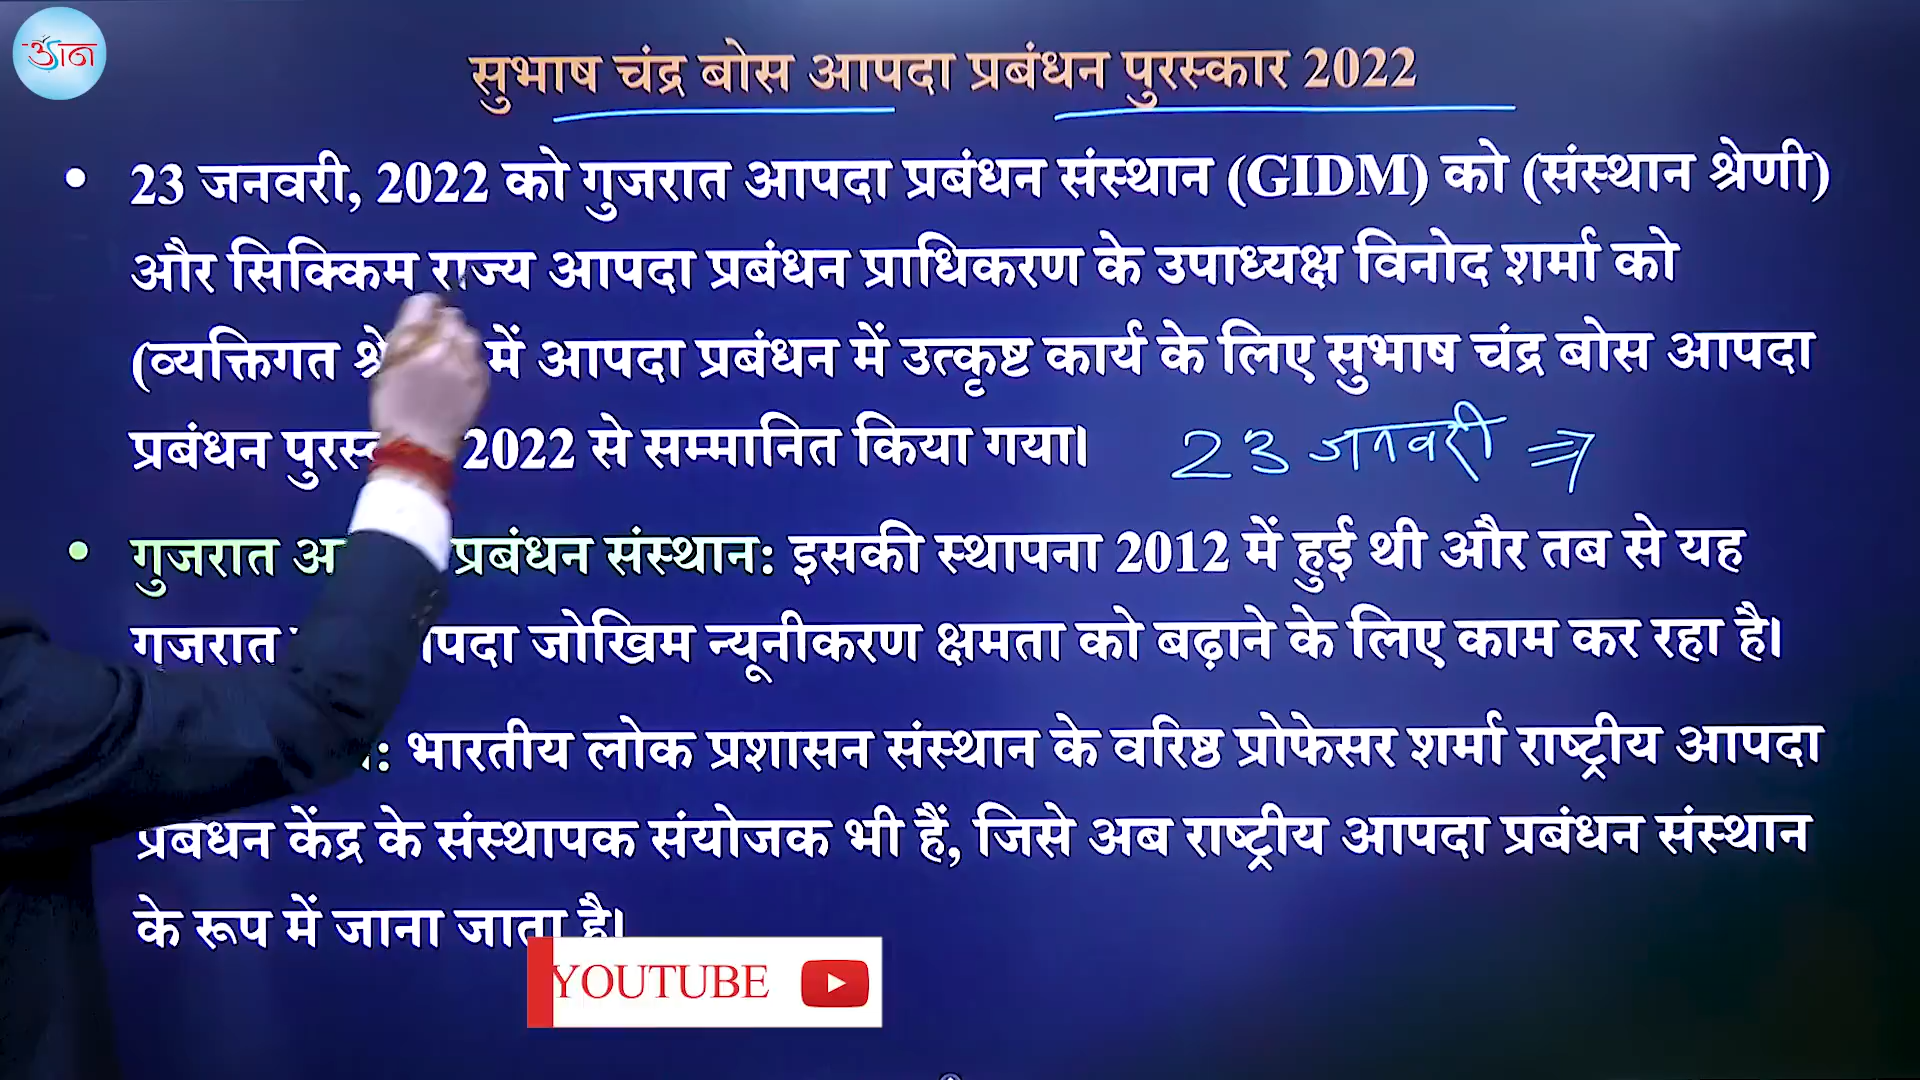 उड़ान
सुभाष चंद्र बोस आपदा प्रबंधन पुरस्कार 2022
• 23 जनवरी, 2022 को गुजरात आपदा प्रबंधन संस्थान (GIDM) को (संस्थान श्रेणी)
और सिक्किम राज्य आपदा प्रबंधन प्राधिकरण के उपाध्यक्ष विनोद शर्मा को
(व्यक्तिगत में आपदा प्रबंधन में उत्कृष्ट कार्य के लिए सुभाष चंद्र बोस आपदा
प्रबंधन 2022 से सम्मानित किया गया।
23 जनवरी ⇒
• गुजरात प्रबंधन संस्थान: इसकी स्थापना 2012 में हुई थी और तब से यह
गुजरात जोखिम न्यूनीकरण क्षमता को बढ़ाने के लिए काम कर रहा है।
: भारतीय लोक प्रशासन संस्थान के वरिष्ठ प्रोफेसर शर्मा राष्ट्रीय आपदा
प्रबंधन केंद्र के संस्थापक संयोजक भी हैं, जिसे अब राष्ट्रीय आपदा प्रबंधन संस्थान
के रूप में जाना जाता है।
YOUTUBE